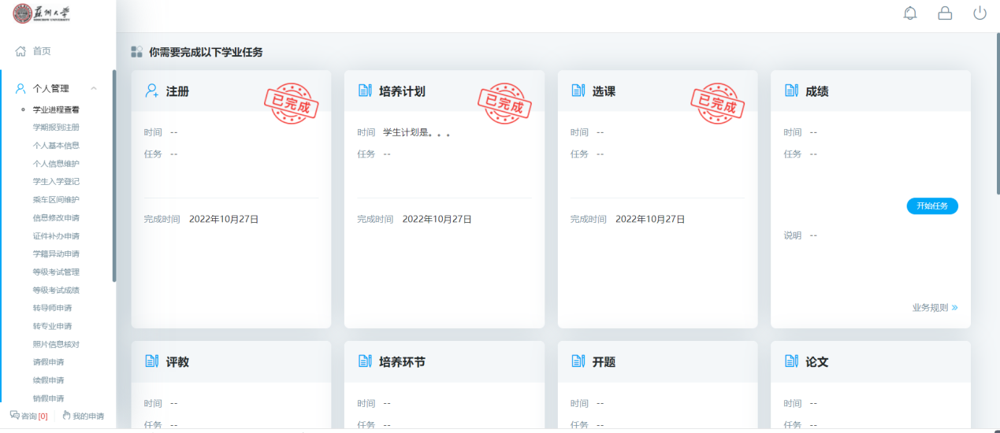 蘇州大學
SOOCHOW UNIVERSITY
首页
个人管理
学业进程查看
学期报到注册
个人基本信息
个人信息维护
学生入学登记
乘车区间维护
信息修改申请
证件补办申请
学籍异动申请
等级考试管理
等级考试成绩
转导师申请
转专业申请
照片信息核对
请假申请
续假申请
销假申请
咨询[0] 我的申请
你需要完成以下学业任务
注册
已完成
时间 --
任务 --
完成时间 2022年10月27日
培养计划
已完成
时间 学生计划是。。。
任务 --
完成时间 2022年10月27日
选课
已完成
时间 --
任务 --
完成时间 2022年10月27日
成绩
时间 --
任务 --
开始任务
说明 --
业务规则 »
评教
时间 --
任务 --
培养环节
时间 --
任务 --
开题
时间 --
任务 --
论文
时间 --
任务 --